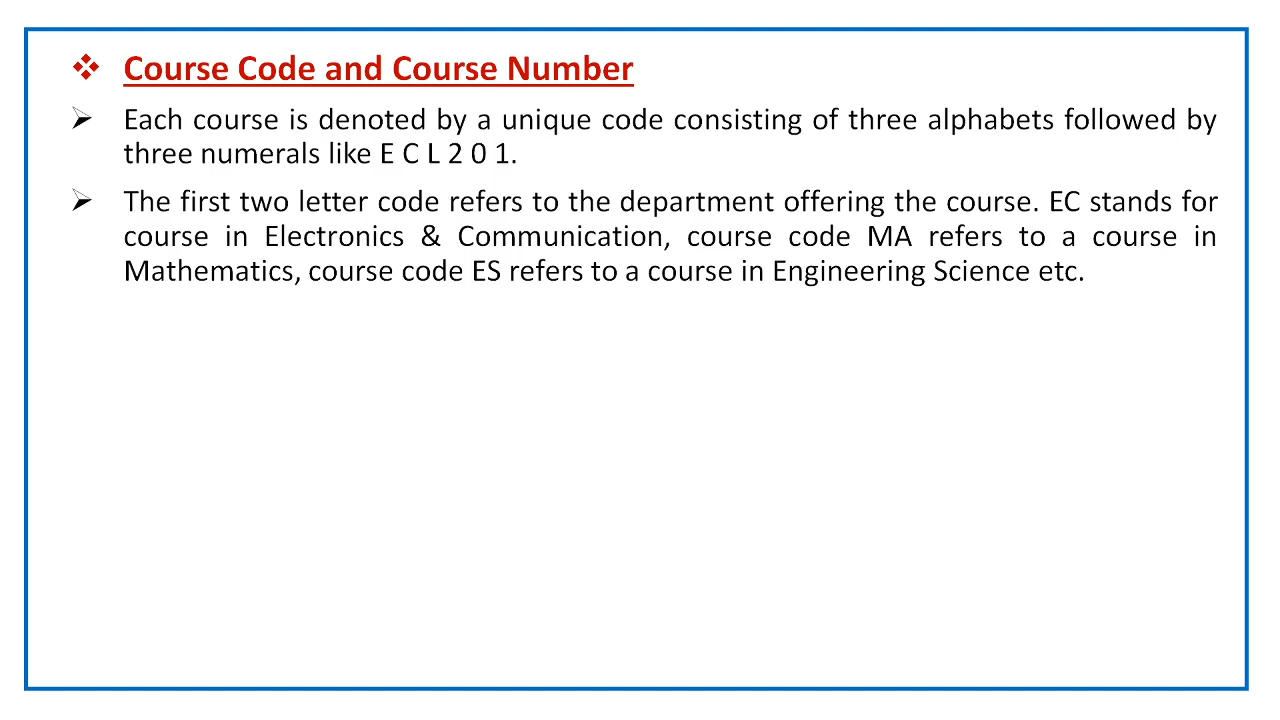 ❖ Course Code and Course Number
➢ Each course is denoted by a unique code consisting of three alphabets followed by
three numerals like E C L 2 0 1.
➢ The first two letter code refers to the department offering the course. EC stands for
course in Electronics & Communication, course code MA refers to a course in
Mathematics, course code ES refers to a course in Engineering Science etc.